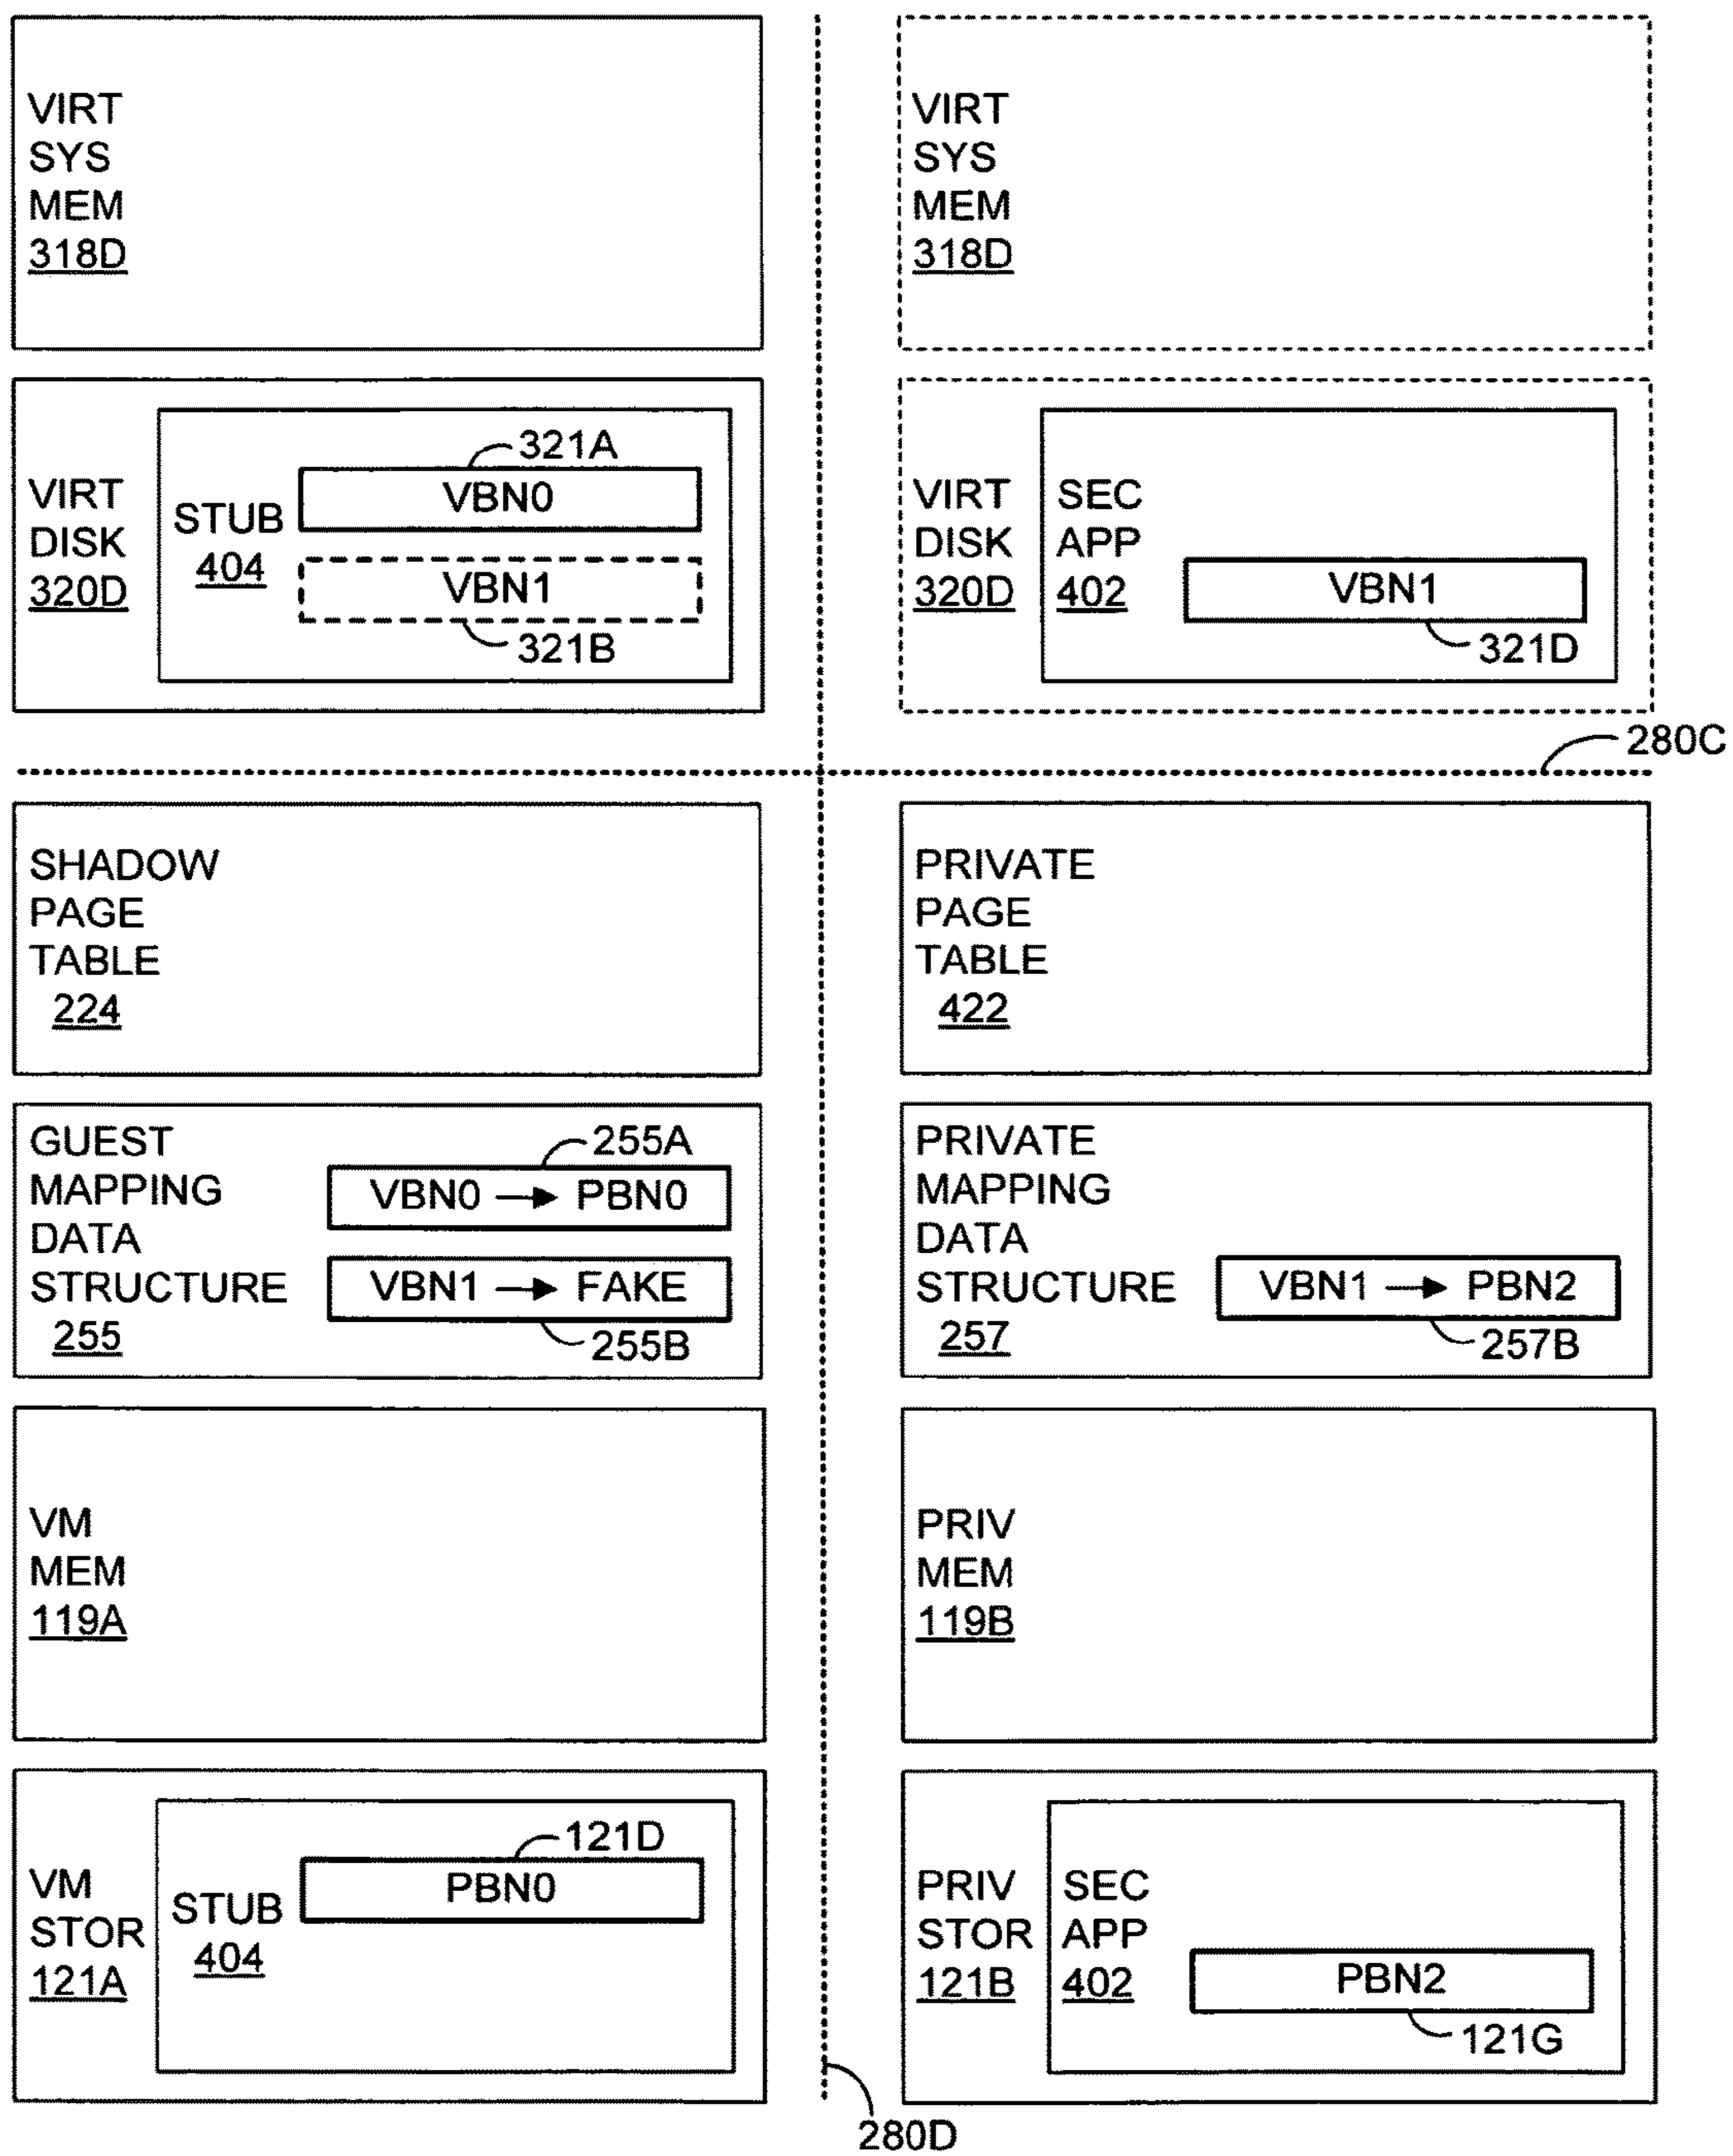 VIRT
SYS
MEM
318D
VIRT
SYS
MEM
318D
VIRT
DISK
320D
STUB
404
321A
VBN0
VBN1
321B
VIRT
DISK
320D
SEC
APP
402
VBN1
321D
280C
SHADOW
PAGE
TABLE
224
PRIVATE
PAGE
TABLE
422
GUEST
MAPPING
DATA
STRUCTURE
255
255A
VBN0 → PBN0
VBN1 → FAKE
255B
PRIVATE
MAPPING
DATA
STRUCTURE
257
VBN1 → PBN2
257B
VM
MEM
119A
PRIV
MEM
119B
VM
STOR
121A
STUB
404
121D
PBN0
PRIV
STOR
121B
SEC
APP
402
PBN2
121G
280D